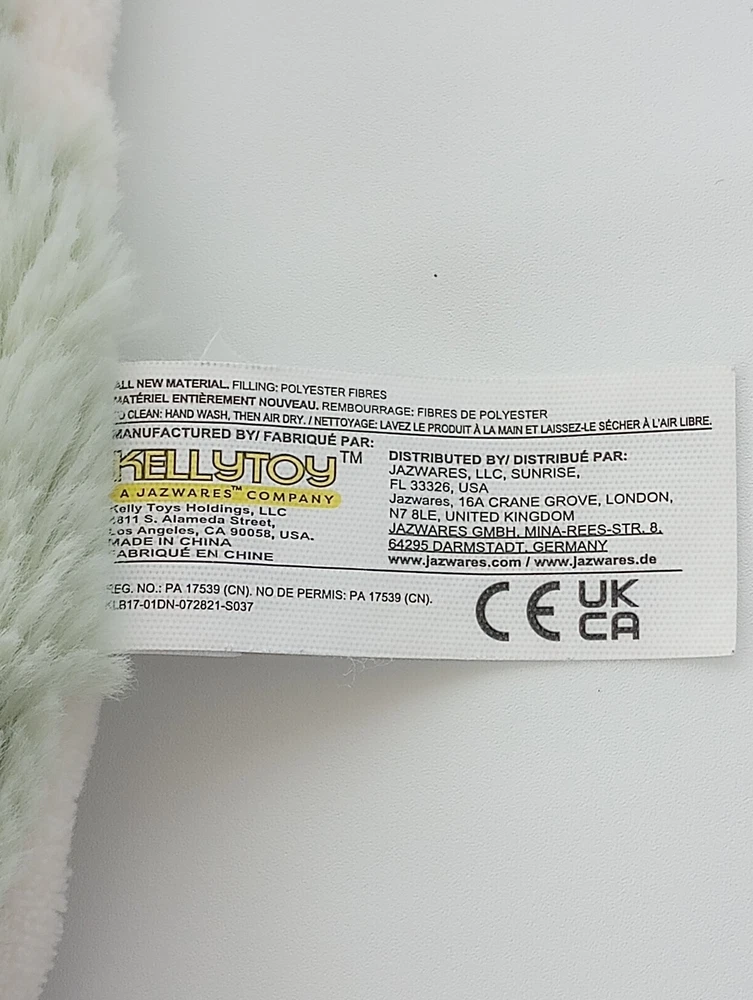 ALL NEW MATERIAL. FILLING: POLYESTER FIBRES
MATÉRIEL ENTIÈREMENT NOUVEAU. REMBOURRAGE: FIBRES DE POLYESTER
TO CLEAN: HAND WASH, THEN AIR DRY. / NETTOYAGE: LAVEZ LE PRODUIT À LA MAIN ET LAISSEZ-LE SÉCHER À L'AIR LIBRE.
MANUFACTURED BY/ FABRIQUÉ PAR:
KELLYTOY™
A JAZWARES™ COMPANY
Kelly Toys Holdings, LLC
4811 S. Alameda Street,
Los Angeles, CA 90058, USA.
MADE IN CHINA
FABRIQUÉ EN CHINE
DISTRIBUTED BY/ DISTRIBUÉ PAR:
JAZWARES, LLC, SUNRISE,
FL 33326, USA
Jazwares, 16A CRANE GROVE, LONDON,
N7 8LE, UNITED KINGDOM
JAZWARES GMBH, MINA-REES-STR. 8,
64295 DARMSTADT, GERMANY
www.jazwares.com / www.jazwares.de
REG. NO.: PA 17539 (CN). NO DE PERMIS: PA 17539 (CN).
KLB17-01DN-072821-S037
CE
UK
CA